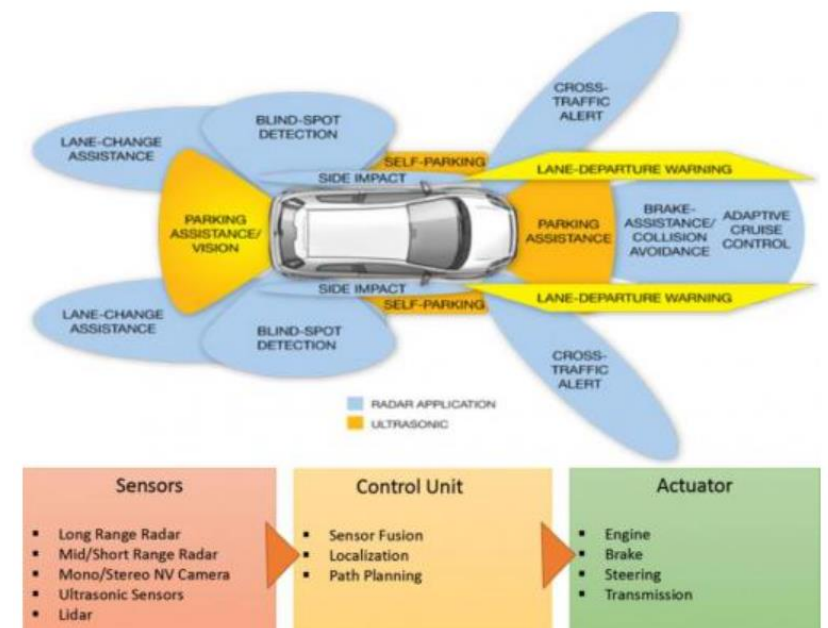 CROSS-
TRAFFIC
ALERT
BLIND-SPOT
DETECTION
LANE-CHANGE
ASSISTANCE
SELF-PARKING
LANE-DEPARTURE WARNING
SIDE IMPACT
PARKING
ASSISTANCE/
VISION
PARKING
ASSISTANCE
BRAKE-
ASSISTANCE/
COLLISION
AVOIDANCE
ADAPTIVE
CRUISE
CONTROL
SIDE IMPACT
LANE-DEPARTURE WARNING
SELF-PARKING
LANE-CHANGE
ASSISTANCE
BLIND-SPOT
DETECTION
CROSS-
TRAFFIC
ALERT
RADAR APPLICATION
ULTRASONIC
Sensors
▪ Long Range Radar
▪ Mid/Short Range Radar
▪ Mono/Stereo NV Camera
▪ Ultrasonic Sensors
▪ Lidar
Control Unit
▪ Sensor Fusion
▪ Localization
▪ Path Planning
Actuator
▪ Engine
▪ Brake
▪ Steering
▪ Transmission